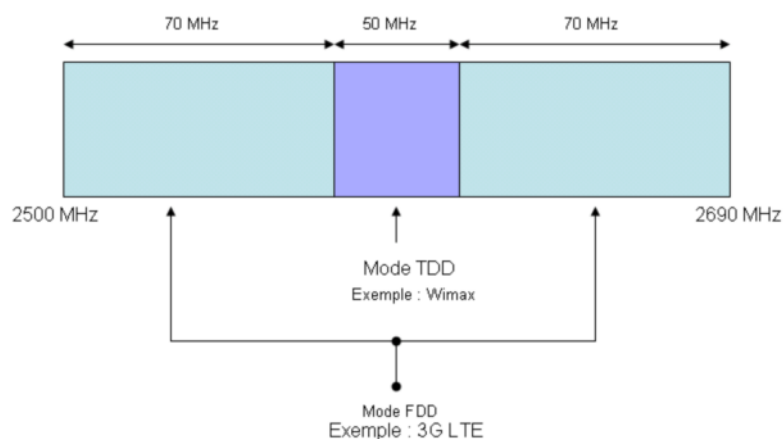 70 MHz 50 MHz 70 MHz
2500 MHz 2690 MHz
Mode TDD
Exemple : Wimax
Mode FDD
Exemple : 3G LTE